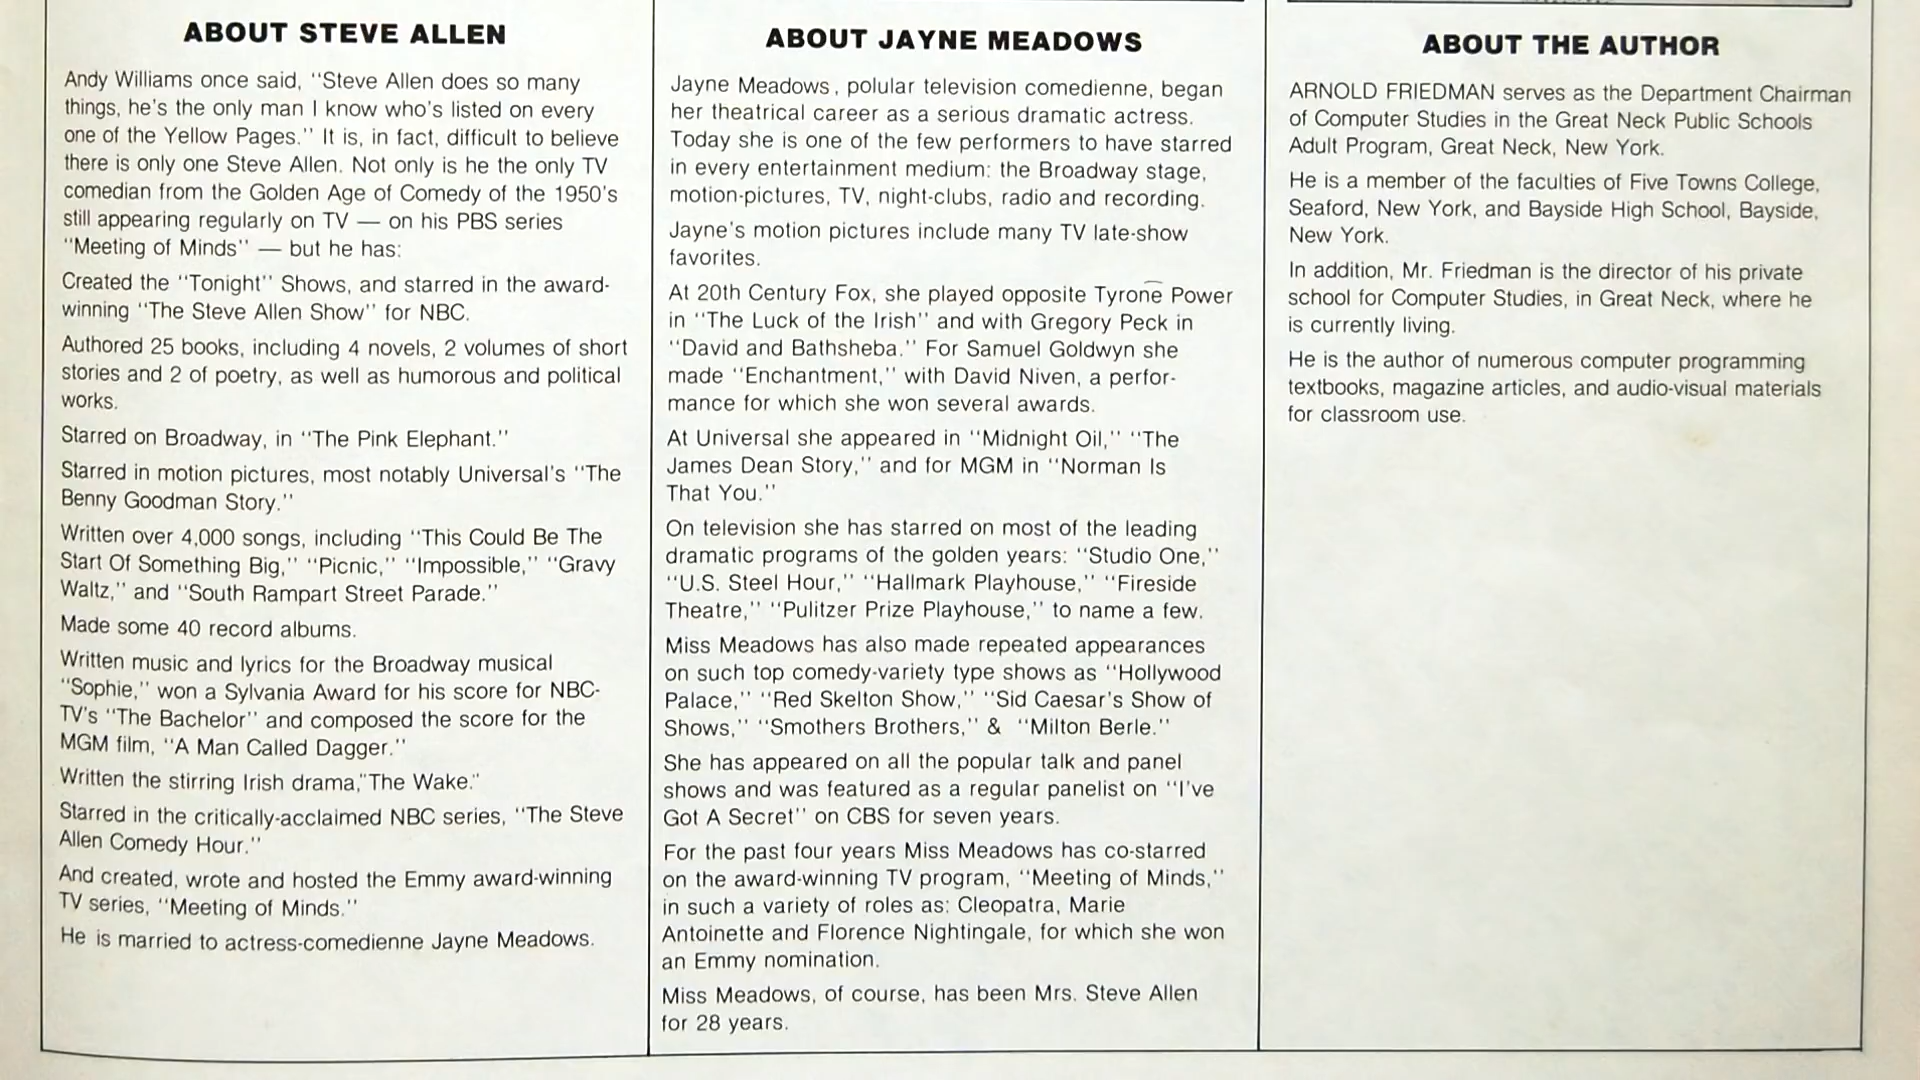 ABOUT STEVE ALLEN
Andy Williams once said, "Steve Allen does so many
things, he's the only man I know who's listed on every
one of the Yellow Pages." It is, in fact, difficult to believe
there is only one Steve Allen. Not only is he the only TV
comedian from the Golden Age of Comedy of the 1950's
still appearing regularly on TV — on his PBS series
"Meeting of Minds" — but he has:
Created the "Tonight" Shows, and starred in the award-
winning "The Steve Allen Show" for NBC.
Authored 25 books, including 4 novels, 2 volumes of short
stories and 2 of poetry, as well as humorous and political
works.
Starred on Broadway, in "The Pink Elephant."
Starred in motion pictures, most notably Universal's "The
Benny Goodman Story."
Written over 4,000 songs, including "This Could Be The
Start Of Something Big," "Picnic," "Impossible," "Gravy
Waltz," and "South Rampart Street Parade."
Made some 40 record albums.
Written music and lyrics for the Broadway musical
"Sophie," won a Sylvania Award for his score for NBC-
TV's "The Bachelor" and composed the score for the
MGM film, "A Man Called Dagger."
Written the stirring Irish drama,"The Wake."
Starred in the critically-acclaimed NBC series, "The Steve
Allen Comedy Hour."
And created, wrote and hosted the Emmy award-winning
TV series, "Meeting of Minds."
He is married to actress-comedienne Jayne Meadows.
ABOUT JAYNE MEADOWS
Jayne Meadows, polular television comedienne, began
her theatrical career as a serious dramatic actress.
Today she is one of the few performers to have starred
in every entertainment medium: the Broadway stage,
motion-pictures, TV, night-clubs, radio and recording.
Jayne's motion pictures include many TV late-show
favorites.
At 20th Century Fox, she played opposite Tyrone Power
in "The Luck of the Irish" and with Gregory Peck in
"David and Bathsheba." For Samuel Goldwyn she
made "Enchantment," with David Niven, a perfor-
mance for which she won several awards.
At Universal she appeared in "Midnight Oil," "The
James Dean Story," and for MGM in "Norman Is
That You."
On television she has starred on most of the leading
dramatic programs of the golden years: "Studio One,"
"U.S. Steel Hour," "Hallmark Playhouse," "Fireside
Theatre," "Pulitzer Prize Playhouse," to name a few.
Miss Meadows has also made repeated appearances
on such top comedy-variety type shows as "Hollywood
Palace," "Red Skelton Show," "Sid Caesar's Show of
Shows," "Smothers Brothers," & "Milton Berle."
She has appeared on all the popular talk and panel
shows and was featured as a regular panelist on "I've
Got A Secret" on CBS for seven years.
For the past four years Miss Meadows has co-starred
on the award-winning TV program, "Meeting of Minds,"
in such a variety of roles as: Cleopatra, Marie
Antoinette and Florence Nightingale, for which she won
an Emmy nomination.
Miss Meadows, of course, has been Mrs. Steve Allen
for 28 years.
ABOUT THE AUTHOR
ARNOLD FRIEDMAN serves as the Department Chairman
of Computer Studies in the Great Neck Public Schools
Adult Program, Great Neck, New York.
He is a member of the faculties of Five Towns College,
Seaford, New York, and Bayside High School, Bayside,
New York.
In addition, Mr. Friedman is the director of his private
school for Computer Studies, in Great Neck, where he
is currently living.
He is the author of numerous computer programming
textbooks, magazine articles, and audio-visual materials
for classroom use.